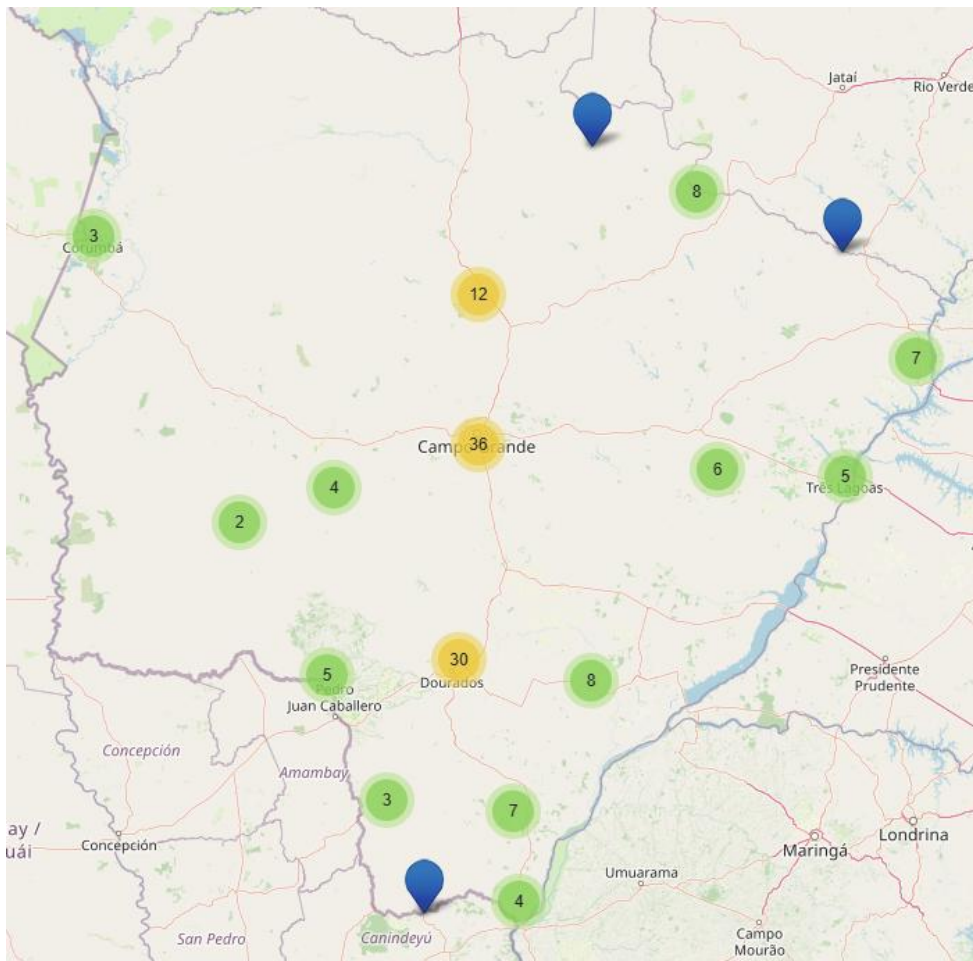 Jataí
Rio Verde
8
3
Corumbá
12
7
36
Campo Grande
6
5
4
Três Lagoas
2
30
5
8
Dourados
Presidente
Prudente
Pedro
Juan Caballero
Concepción
Amambay
3
7
ay /
uái
Concepción
Londrina
Maringá
Umuarama
4
San Pedro
Canindeyú
Campo
Mourão